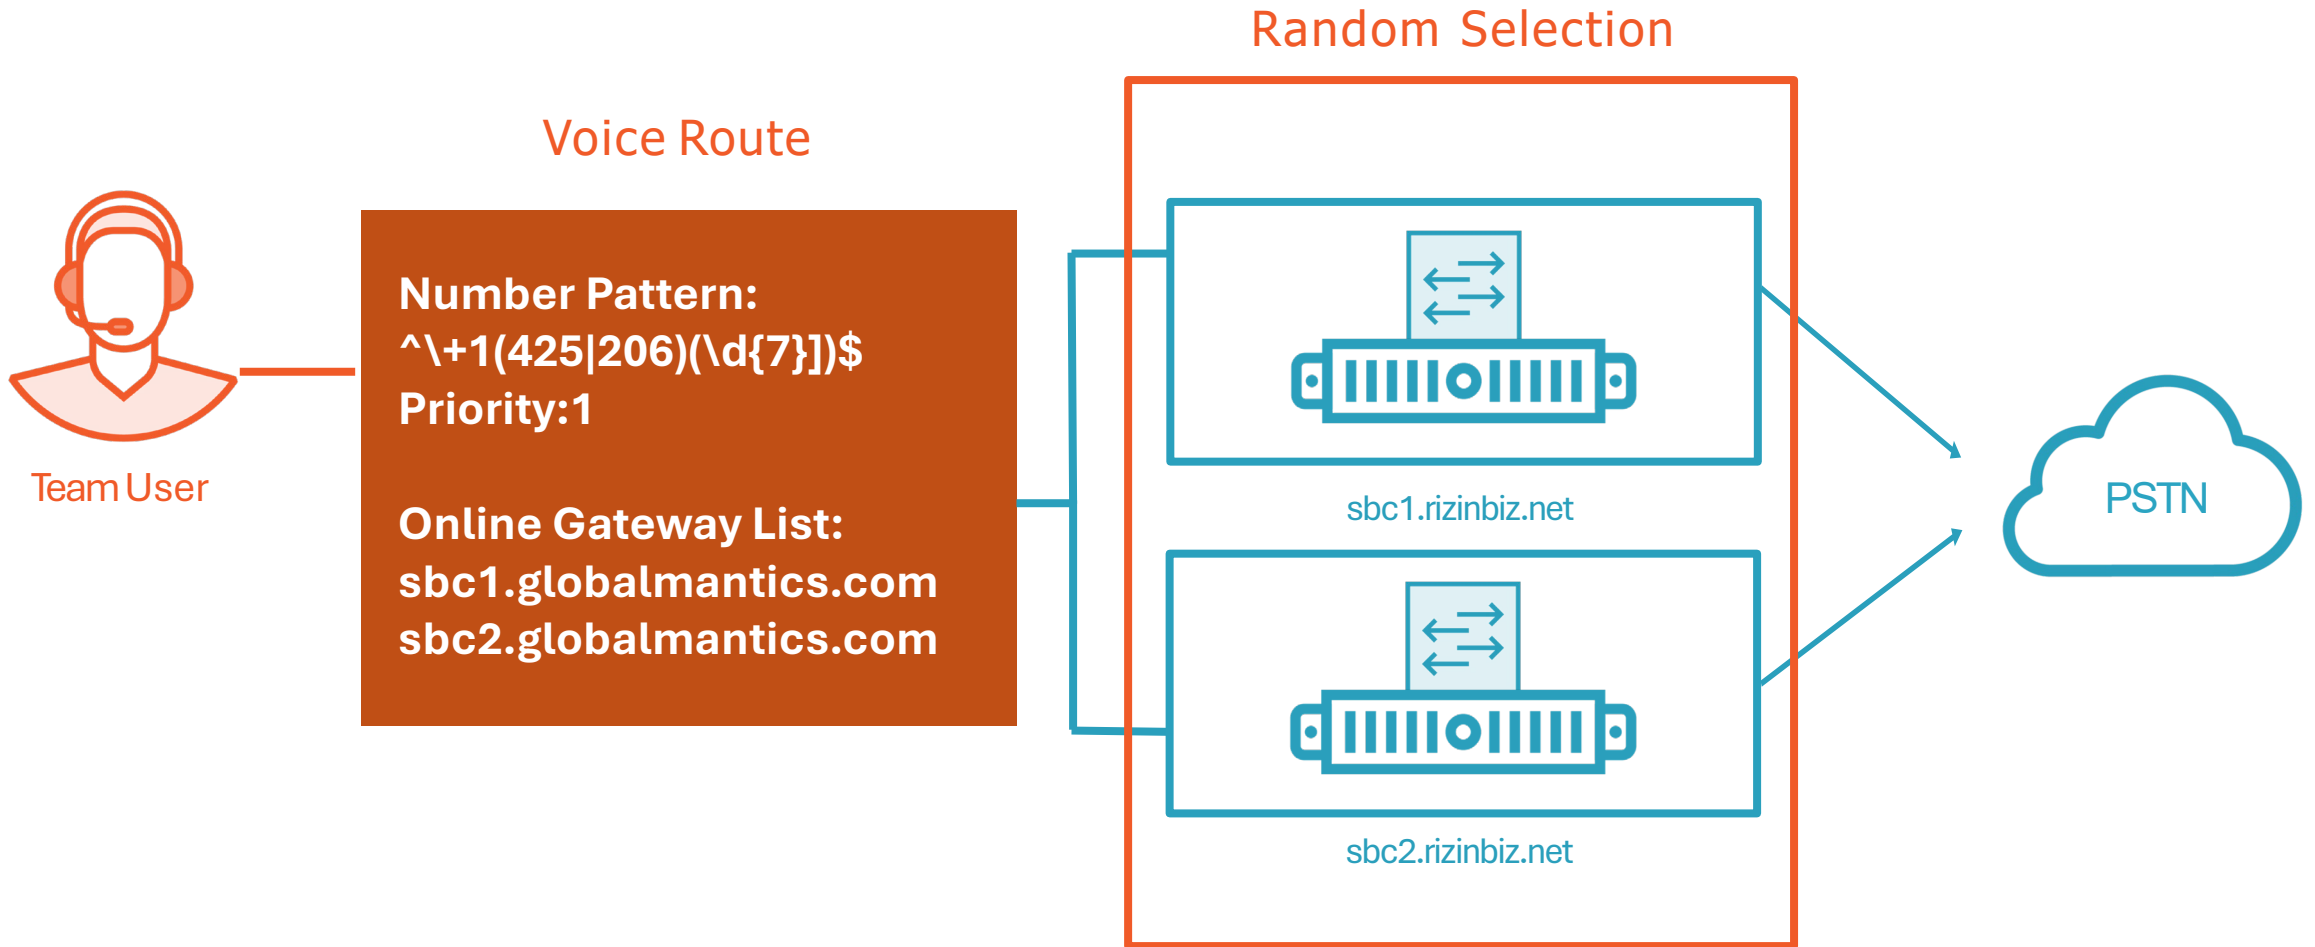 Random Selection
Voice Route
Number Pattern:
^\+1(425|206)(\d{7}])$
Priority:1
Online Gateway List:
sbc1.globalmantics.com
sbc2.globalmantics.com
Team User
sbc1.rizinbiz.net
sbc2.rizinbiz.net
PSTN